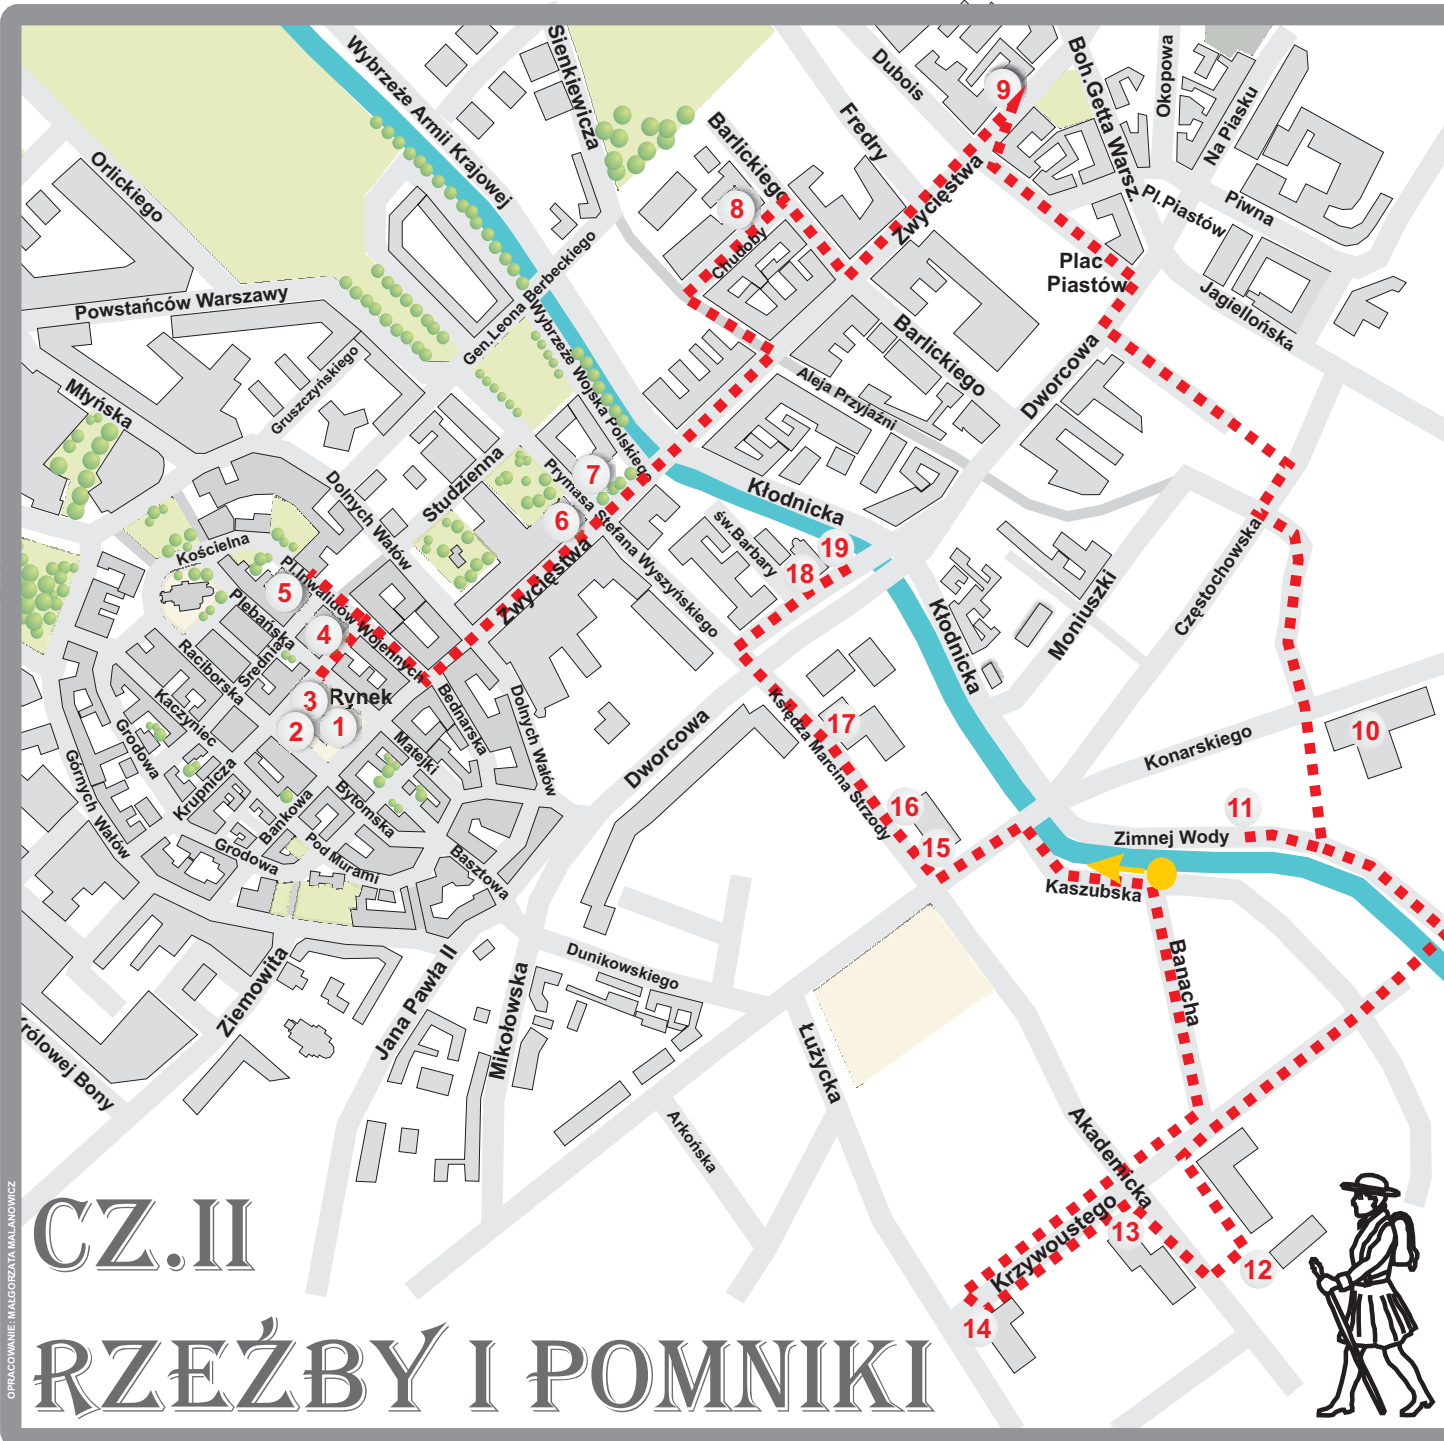 Wybrzeże Armii Krajowej
Sienkiewicza
Dubois
Boh.Getta Warsz.
Okopowa
Na Piasku
9
Fredry
Barlickiego
Orlickiego
8
Chudoby
Zwycięstwa
Pl.Piastów
Piwna
Plac
Piastów
Jagiellońska
Powstańców Warszawy
Gen.Leona Berbeckiego
Wybrzeże Wojska Polskiego
Barlickiego
Dworcowa
Aleja Przyjaźni
Młyńska
Gruszczyńskiego
Studzienna
Dolnych Wałów
7
Prymasa Stefana Wyszyńskiego
6
Kłodnicka
św.Barbary
19
18
Częstochowska
Kościelna
Pl.Inwalidów Wojennych
Zwycięstwa
5
Plebańska
4
Kłodnicka
Moniuszki
Średnia
Raciborska
Rynek
3
2
1
Bednarska
Dolnych Wałów
Kaczyniec
Grodowa
Matejki
Księdza Marcina Strzody
17
Dworcowa
10
Konarskiego
Górnych Wałów
Krupnicza
Bankowa
Bytomska
16
11
Zimnej Wody
15
Grodowa
Pod Murami
Basztowa
Kaszubska
Banacha
Dunikowskiego
Ziemowita
Jana Pawła II
Mikołowska
Łużycka
Królowej Bony
Arkońska
Akademicka
Krzywoustego
13
12
14
CZ.II
RZEŹBY I POMNIKI
OPRACOWANIE: MAŁGORZATA MALANOWICZ